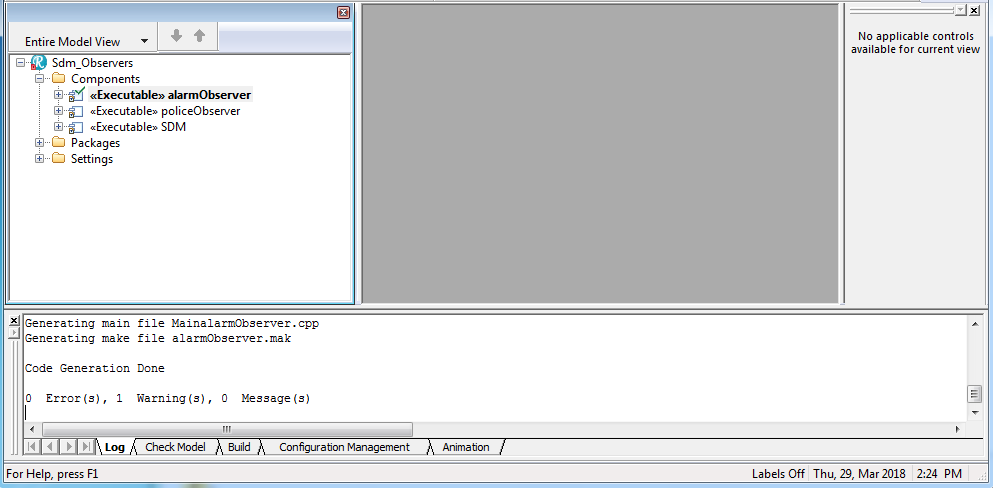 Entire Model View
No applicable controls
available for current view
Sdm_Observers
Components
«Executable» alarmObserver
«Executable» policeObserver
«Executable» SDM
Packages
Settings
Generating main file MainalarmObserver.cpp
Generating make file alarmObserver.mak
Code Generation Done
0 Error(s), 1 Warning(s), 0 Message(s)
Log Check Model Build Configuration Management Animation
For Help, press F1 Labels Off Thu, 29, Mar 2018 2:24 PM